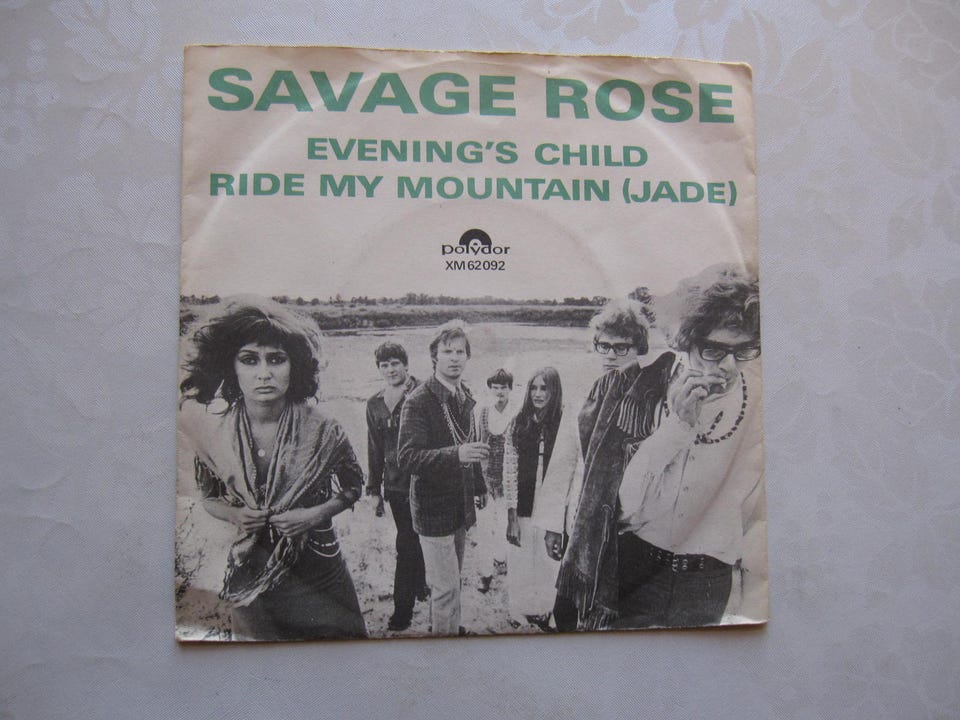 SAVAGE ROSE
EVENING'S CHILD
RIDE MY MOUNTAIN (JADE)
polydor
XM 62092